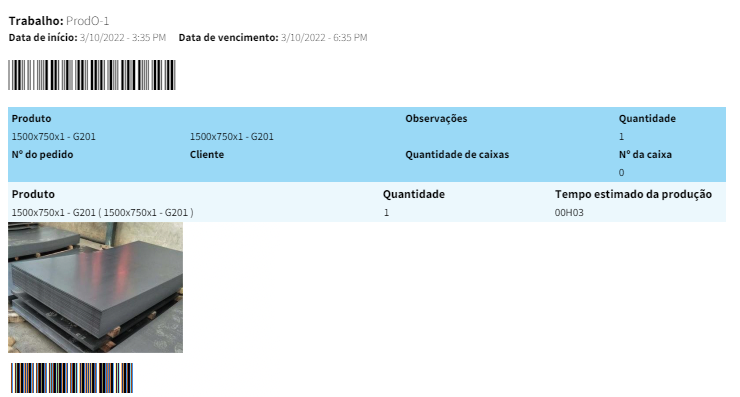 Trabalho: ProdO-1
Data de início: 3/10/2022 - 3:35 PM Data de vencimento: 3/10/2022 - 6:35 PM
Produto Observações Quantidade
1500x750x1 - G201 1500x750x1 - G201 1
Nº do pedido Cliente Quantidade de caixas Nº da caixa
0
Produto Quantidade Tempo estimado da produção
1500x750x1 - G201 ( 1500x750x1 - G201 ) 1 00H03